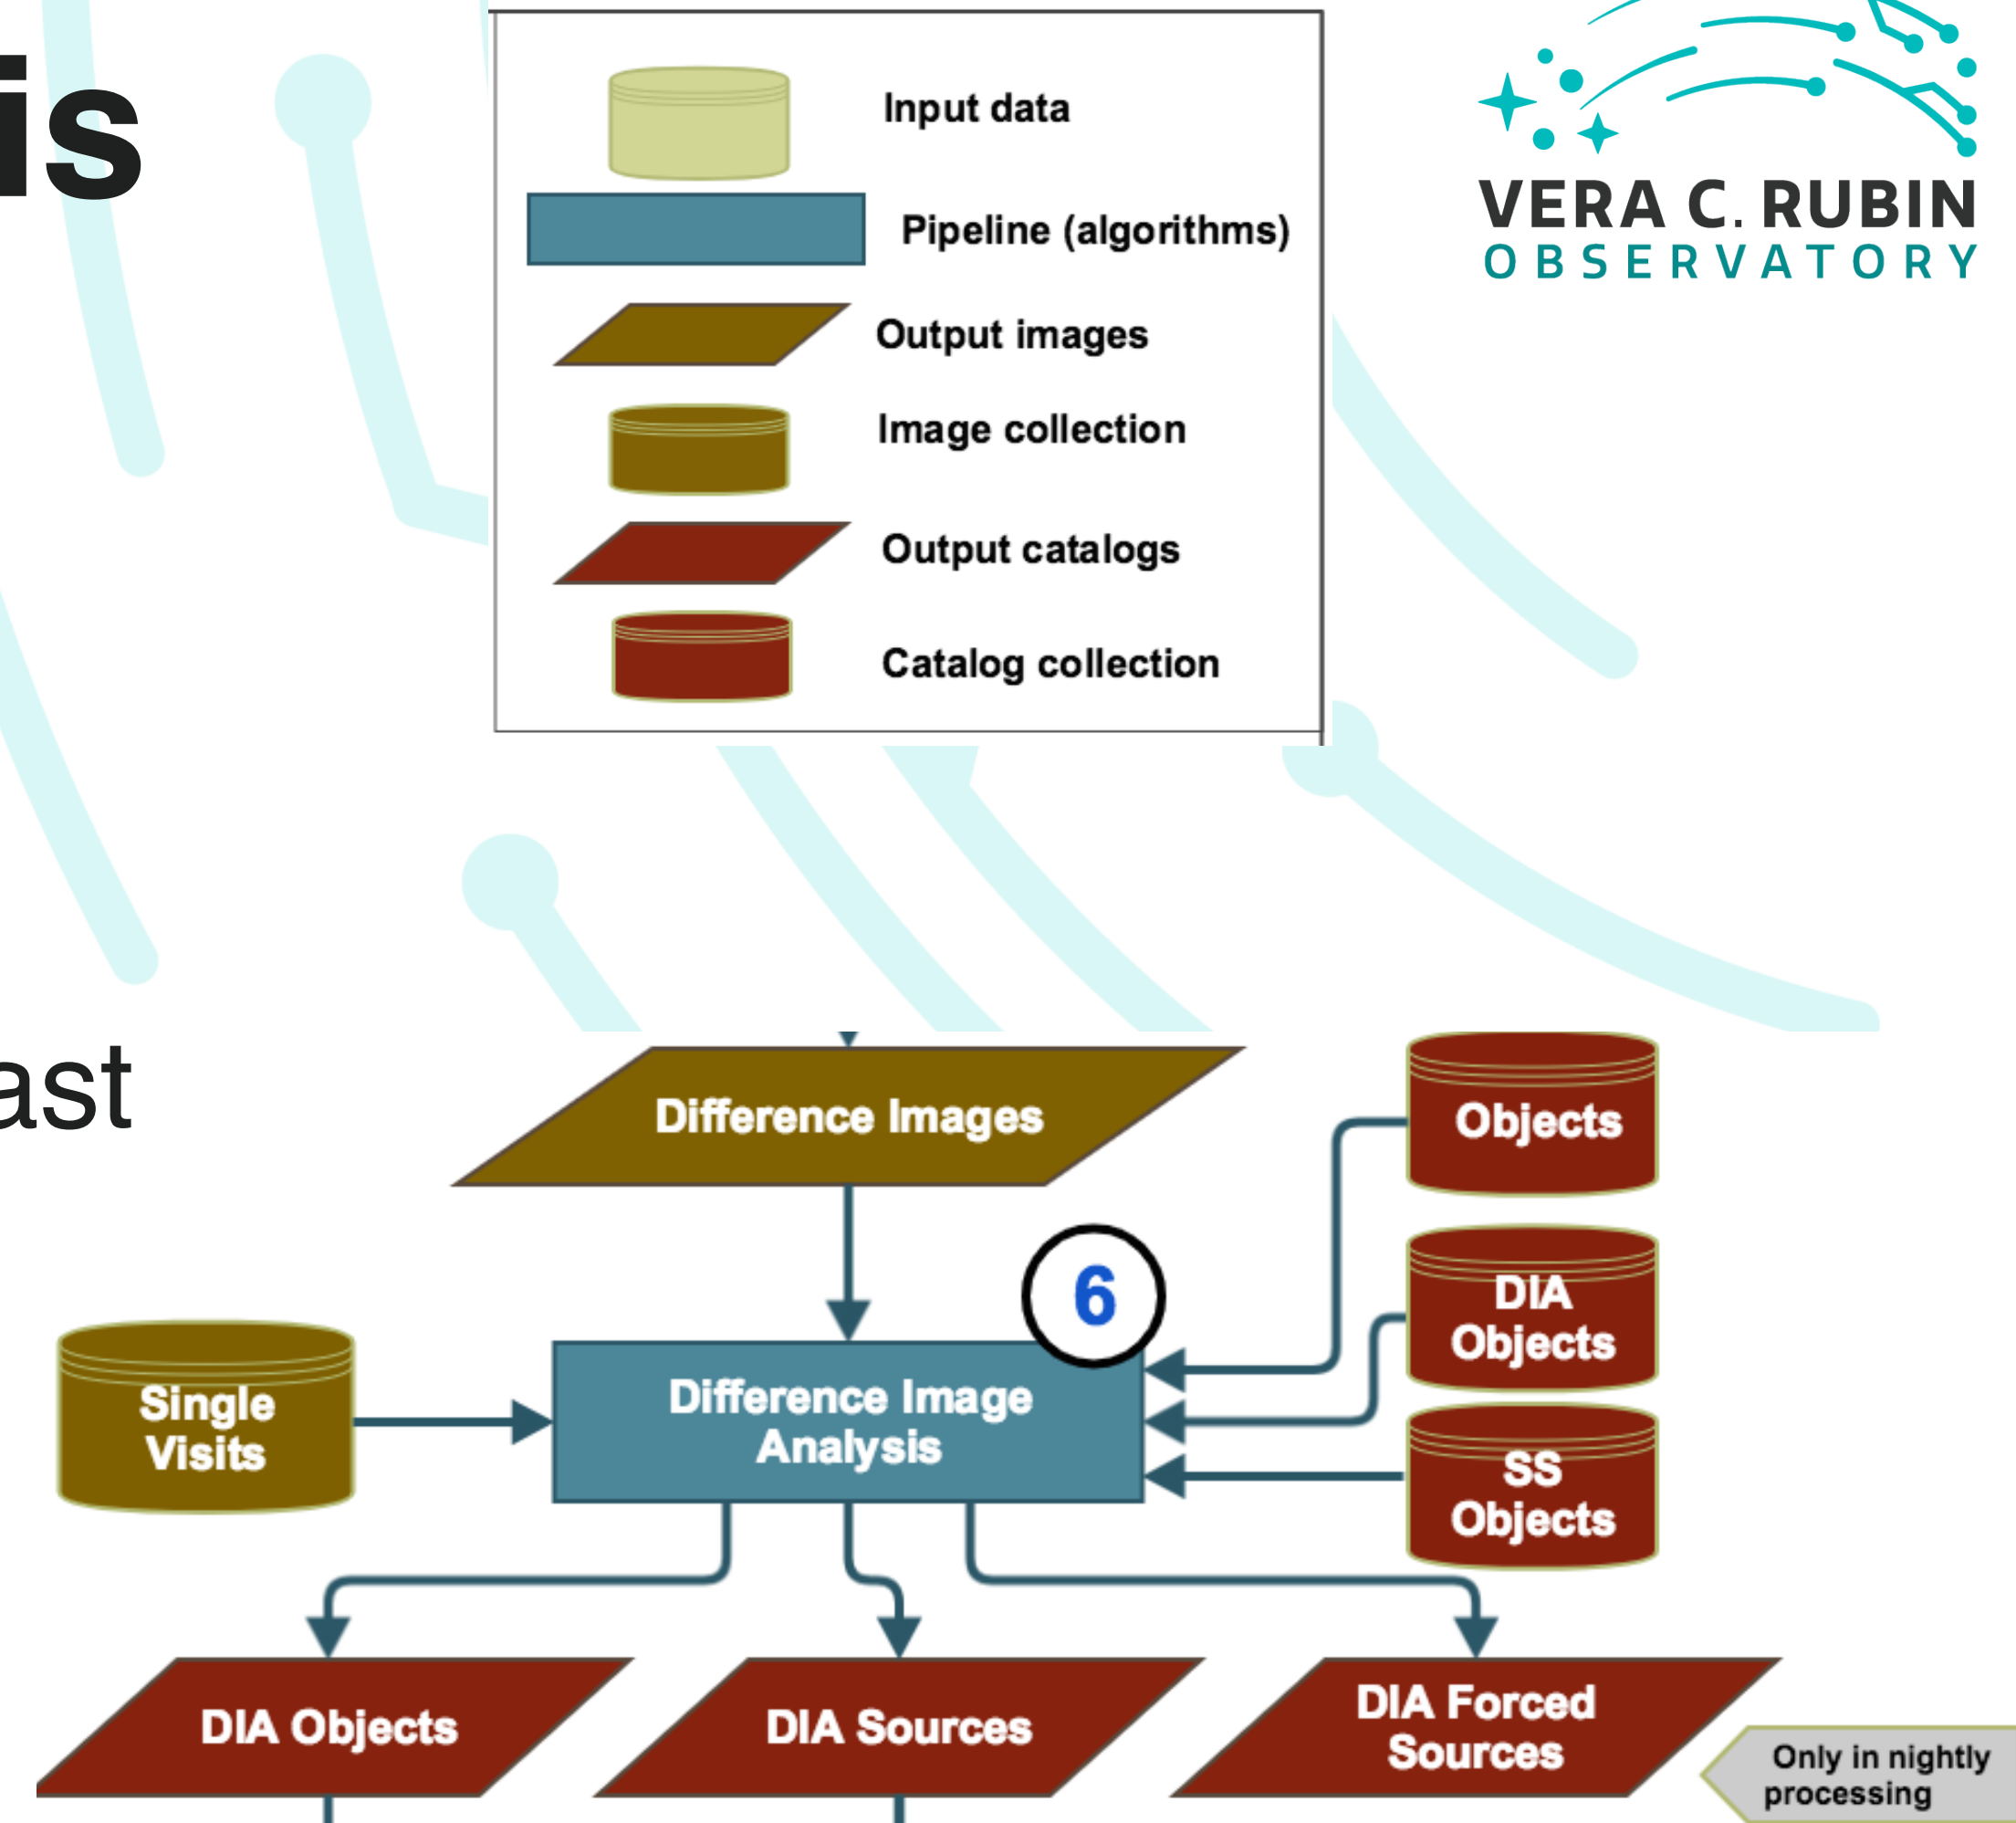 is
Input data
Pipeline (algorithms)
Output images
Image collection
Output catalogs
Catalog collection
VERA C. RUBIN
OBSERVATORY
ast
Difference Images
Objects
6
DIA
Objects
Single
Visits
Difference Image
Analysis
SS
Objects
DIA Objects
DIA Sources
DIA Forced
Sources
Only in nightly
processing